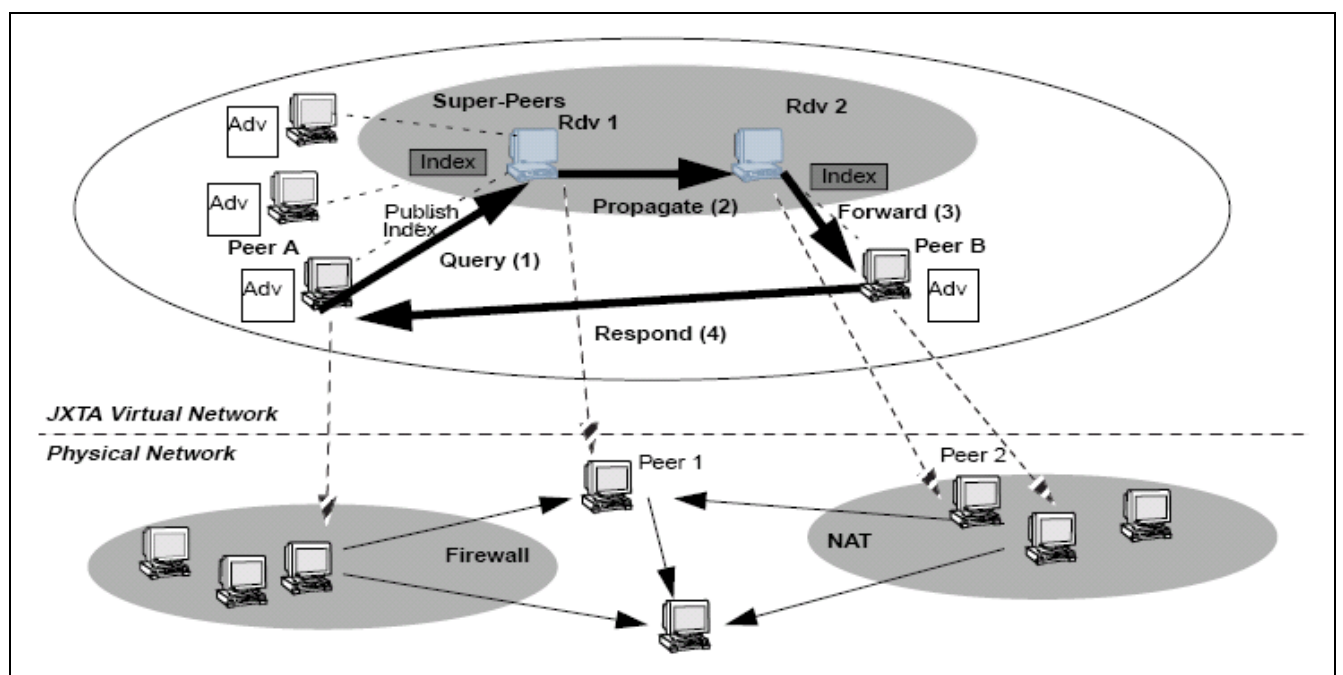 Super-Peers
Rdv 1
Rdv 2
Adv
Index
Index
Adv
Publish
Index
Propagate (2)
Forward (3)
Peer A
Query (1)
Peer B
Adv
Adv
Respond (4)
JXTA Virtual Network
Physical Network
Peer 1
Peer 2
Firewall
NAT